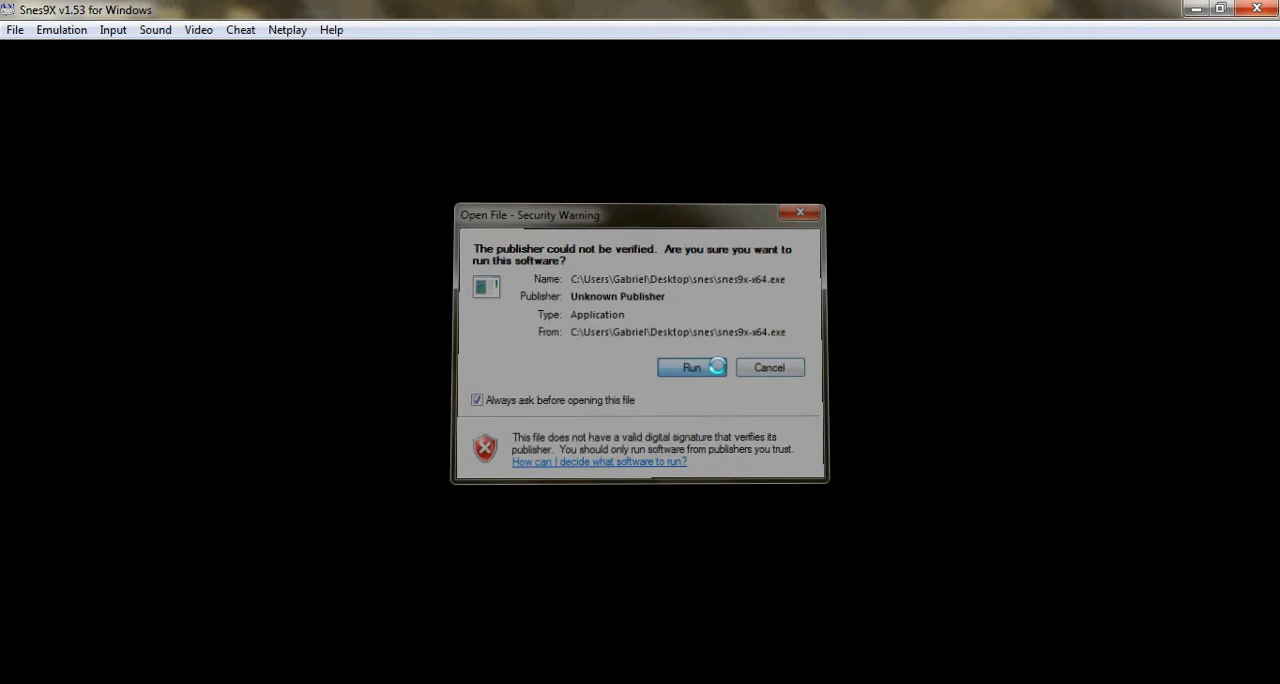 Snes9X v1.53 for Windows
File Emulation Input Sound Video Cheat Netplay Help
Open File - Security Warning
The publisher could not be verified. Are you sure you want to
run this software?
Name: C:\Users\Gabriel\Desktop\snes\snes9x-x64.exe
Publisher: Unknown Publisher
Type: Application
From: C:\Users\Gabriel\Desktop\snes\snes9x-x64.exe
Run Cancel
Always ask before opening this file
This file does not have a valid digital signature that verifies its
publisher. You should only run software from publishers you trust.
How can I decide what software to run?